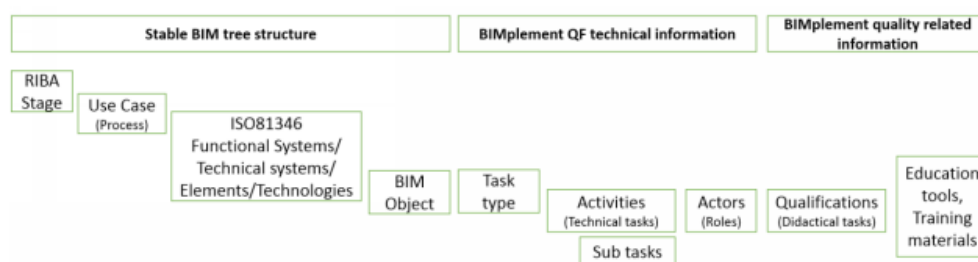 Stable BIM tree structure
BIMplement QF technical information
BIMplement quality related
information
RIBA
Stage
Use Case
(Process)
ISO81346
Functional Systems/
Technical systems/
Elements/Technologies
BIM
Object
Task
type
Activities
(Technical tasks)
Sub tasks
Actors
(Roles)
Qualifications
(Didactical tasks)
Education
tools,
Training
materials